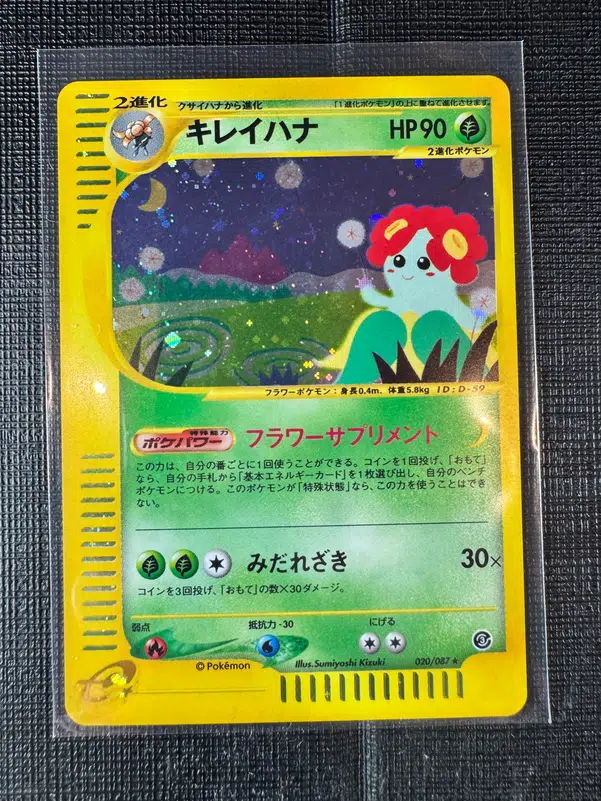 2進化
クサイハナから進化
「1進化ポケモン」の上に重ねて進化させます。
キレイハナ
HP90
2進化ポケモン
フラワーポケモン：身長0.4m、体重5.8kg ID:D-59
特殊能力
ポケパワー
フラワーサプリメント
この力は、自分の番ごとに1回使うことができる。コインを1回投げ、「おもて」
なら、自分の手札から「基本エネルギーカード」を1枚選び出し、自分のベンチ
ポケモンにつける。このポケモンが「特殊状態」なら、この力を使うことはでき
ない。
みだれざき
30×
コインを3回投げ、「おもて」の数×30ダメージ。
弱点
抵抗力-30
にげる
©Pokémon
Illus.Sumiyoshi Kizuki
020/087★